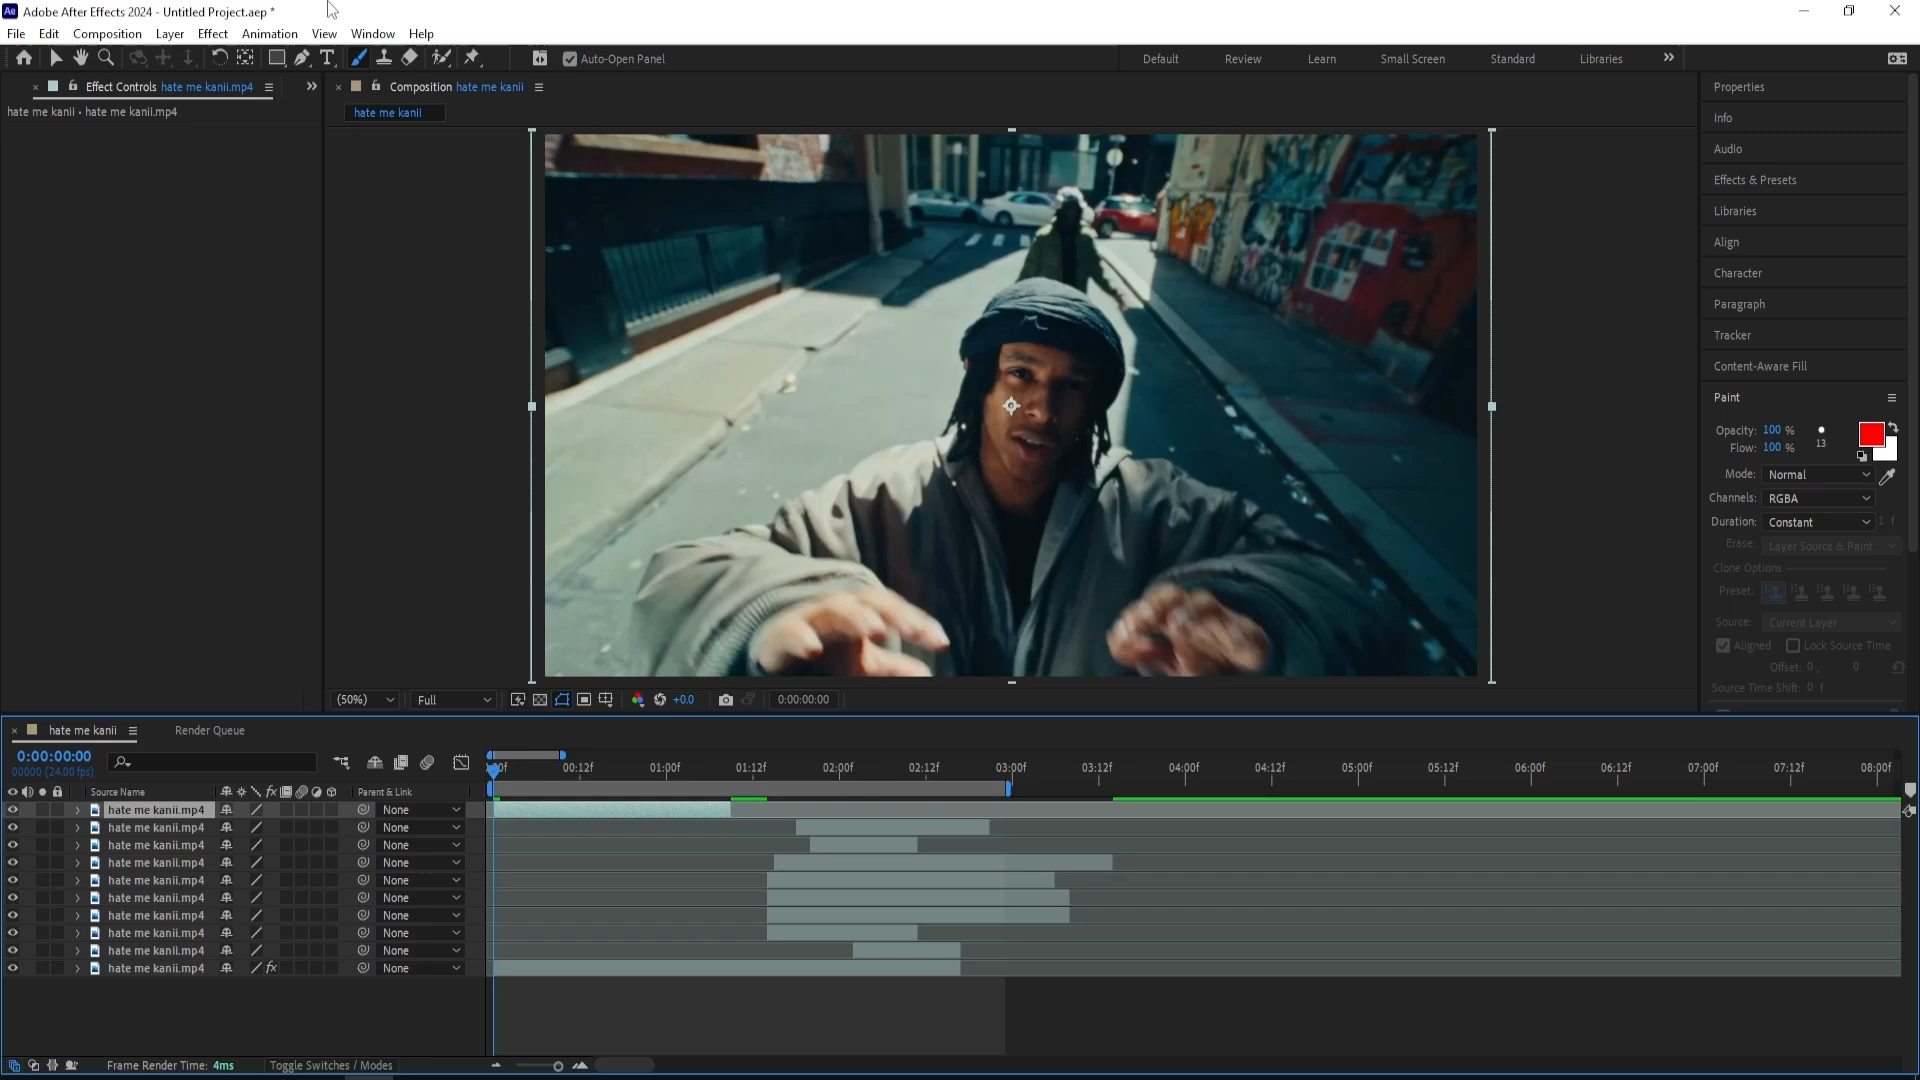 Adobe After Effects 2024 - Untitled Project.aep *
File Edit Composition Layer Effect Animation View Window Help
Auto-Open Panel Default Review Learn Small Screen Standard Libraries
Effect Controls hate me kanii.mp4
Composition hate me kanii
hate me kanii • hate me kanii.mp4
hate me kanii
Properties
Info
Audio
Effects & Presets
Libraries
Align
Character
Paragraph
Tracker
Content-Aware Fill
Paint
Opacity: 100 %
Flow: 100 %
13
Mode: Normal
Channels: RGBA
Duration: Constant 1 f
Erase: Layer Source & Paint
Clone Options
Preset:
Source: Current Layer
Aligned Lock Source Time
Offset: 0 , 0
Source Time Shift: 0 f
(50%) Full +0.0 0:00:00:00
hate me kanii Render Queue
0:00:00:00
00000 (24.00 fps)
00:12f 01:00f 01:12f 02:00f 02:12f 03:00f 03:12f 04:00f 04:12f 05:00f 05:12f 06:00f 06:12f 07:00f 07:12f 08:00f
Source Name fx Parent & Link
hate me kanii.mp4 None
hate me kanii.mp4 None
hate me kanii.mp4 None
hate me kanii.mp4 None
hate me kanii.mp4 None
hate me kanii.mp4 None
hate me kanii.mp4 None
hate me kanii.mp4 None
hate me kanii.mp4 None
hate me kanii.mp4 fx None
Frame Render Time: 4ms Toggle Switches / Modes